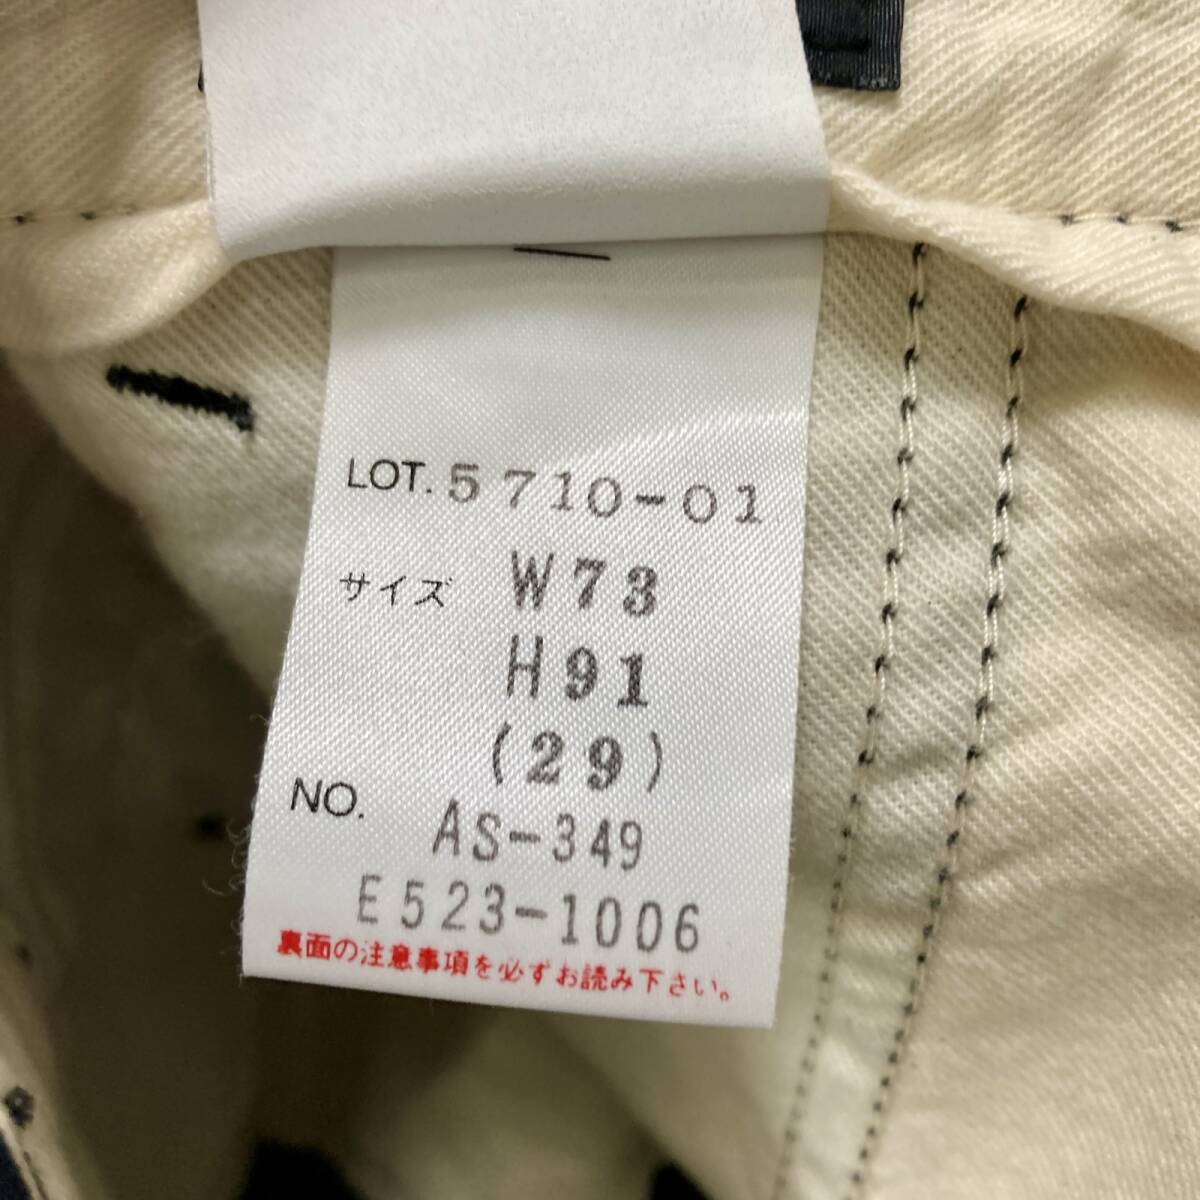 LOT. 5710-01
サイズ W73
H91
(29)
NO. AS-349
E523-1006
裏面の注意事項を必ずお読み下さい。